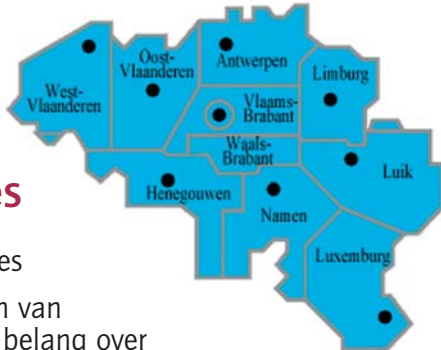 Oost-
Vlaanderen
Antwerpen
West-
Vlaanderen
Limburg
Vlaams-
Brabant
Waals-
Brabant
Luik
Henegouwen
Namen
Luxemburg
es
es
n van
belang over